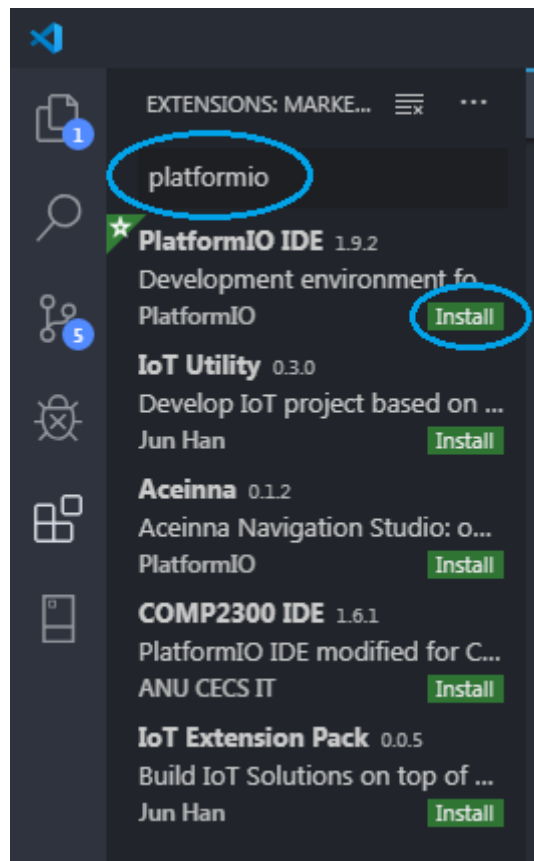 EXTENSIONS: MARKE...
1
platformio
PlatformIO IDE 1.9.2
Development environment fo...
PlatformIO Install
5
IoT Utility 0.3.0
Develop IoT project based on ...
Jun Han Install
Aceinna 0.1.2
Aceinna Navigation Studio: o...
PlatformIO Install
COMP2300 IDE 1.6.1
PlatformIO IDE modified for C...
ANU CECS IT Install
IoT Extension Pack 0.0.5
Build IoT Solutions on top of ...
Jun Han Install